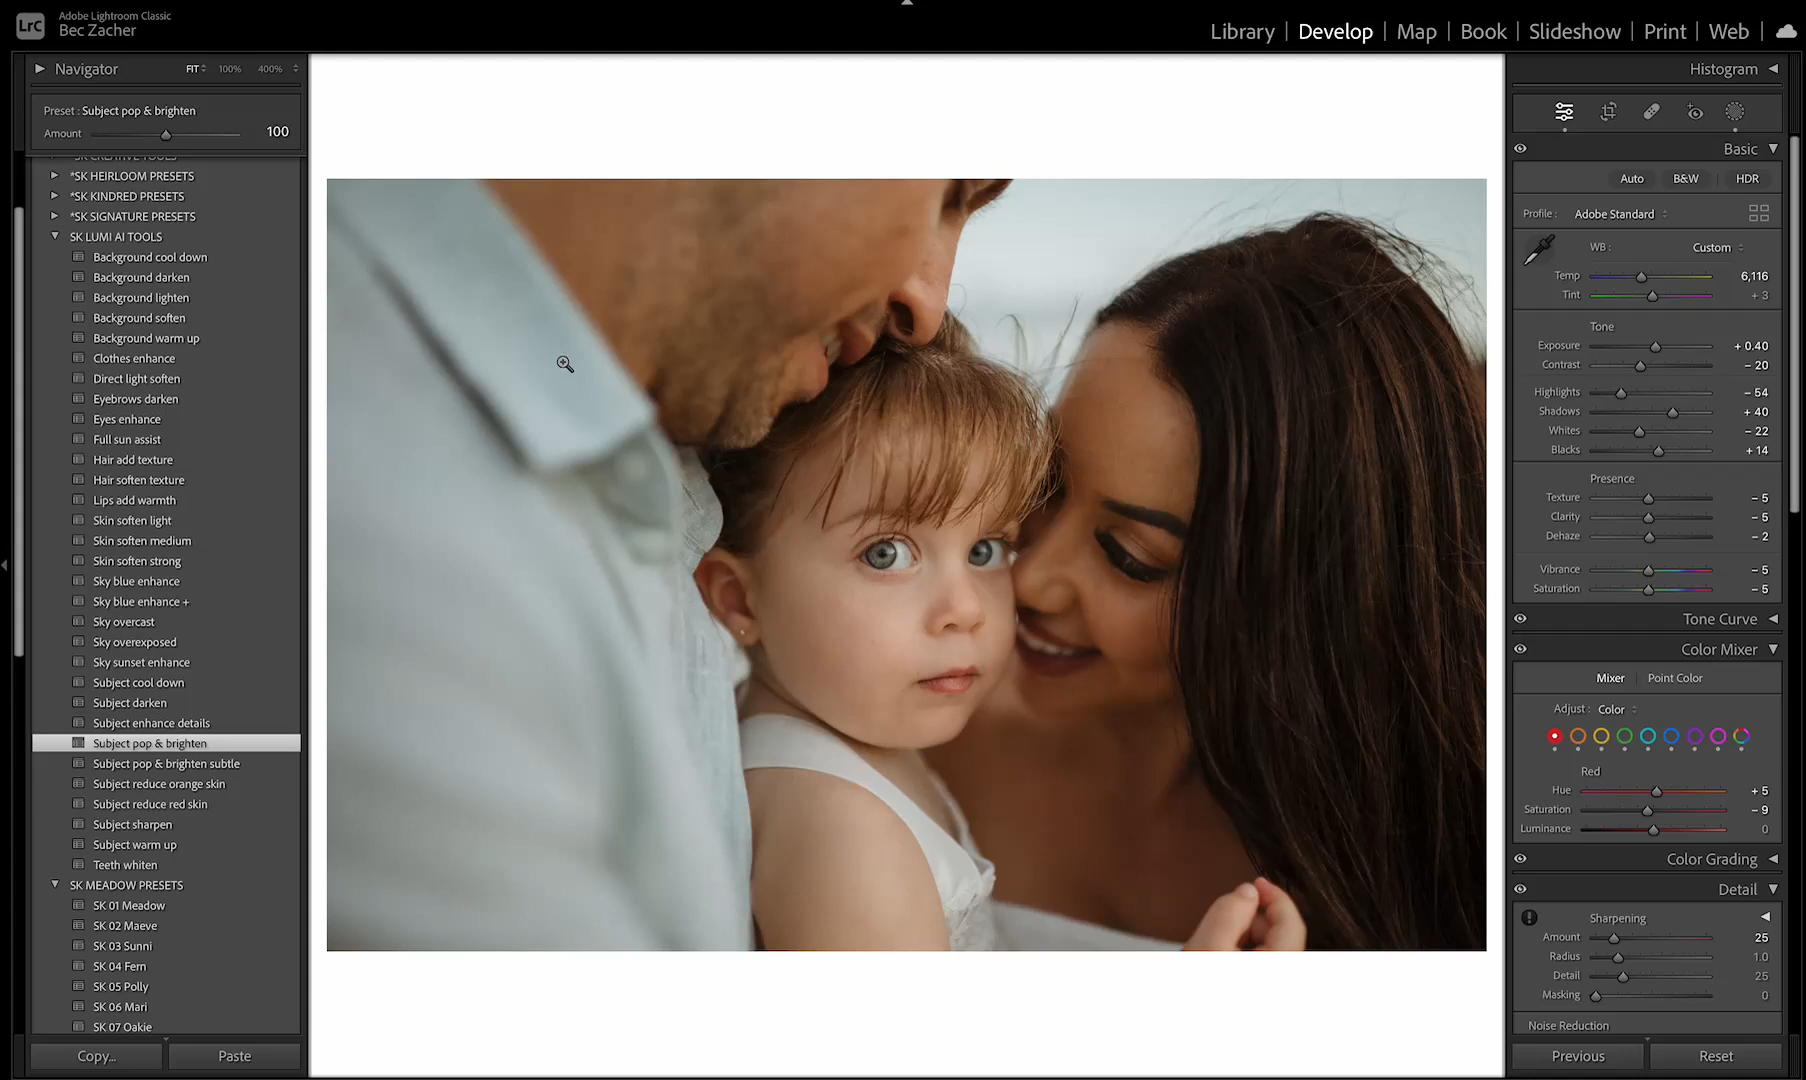 LrC
Adobe Lightroom Classic
Bec Zacher
Library | Develop | Map | Book | Slideshow | Print | Web
Navigator FIT 100% 400%
Preset : Subject pop & brighten
Amount 100
*SK CREATIVE TOOLS
*SK HEIRLOOM PRESETS
*SK KINDRED PRESETS
*SK SIGNATURE PRESETS
SK LUMI AI TOOLS
Background cool down
Background darken
Background lighten
Background soften
Background warm up
Clothes enhance
Direct light soften
Eyebrows darken
Eyes enhance
Full sun assist
Hair add texture
Hair soften texture
Lips add warmth
Skin soften light
Skin soften medium
Skin soften strong
Sky blue enhance
Sky blue enhance +
Sky overcast
Sky overexposed
Sky sunset enhance
Subject cool down
Subject darken
Subject enhance details
Subject pop & brighten
Subject pop & brighten subtle
Subject reduce orange skin
Subject reduce red skin
Subject sharpen
Subject warm up
Teeth whiten
SK MEADOW PRESETS
SK 01 Meadow
SK 02 Maeve
SK 03 Sunni
SK 04 Fern
SK 05 Polly
SK 06 Mari
SK 07 Oakie
Copy... Paste
Histogram
Basic
Auto B&W | HDR
Profile : Adobe Standard
WB : Custom
Temp 6,116
Tint + 3
Tone
Exposure + 0.40
Contrast – 20
Highlights – 54
Shadows + 40
Whites – 22
Blacks + 14
Presence
Texture – 5
Clarity – 5
Dehaze – 2
Vibrance – 5
Saturation – 5
Tone Curve
Color Mixer
Mixer | Point Color
Adjust : Color
Red
Hue + 5
Saturation – 9
Luminance 0
Color Grading
Detail
Sharpening
Amount 25
Radius 1.0
Detail 25
Masking 0
Noise Reduction
Previous Reset